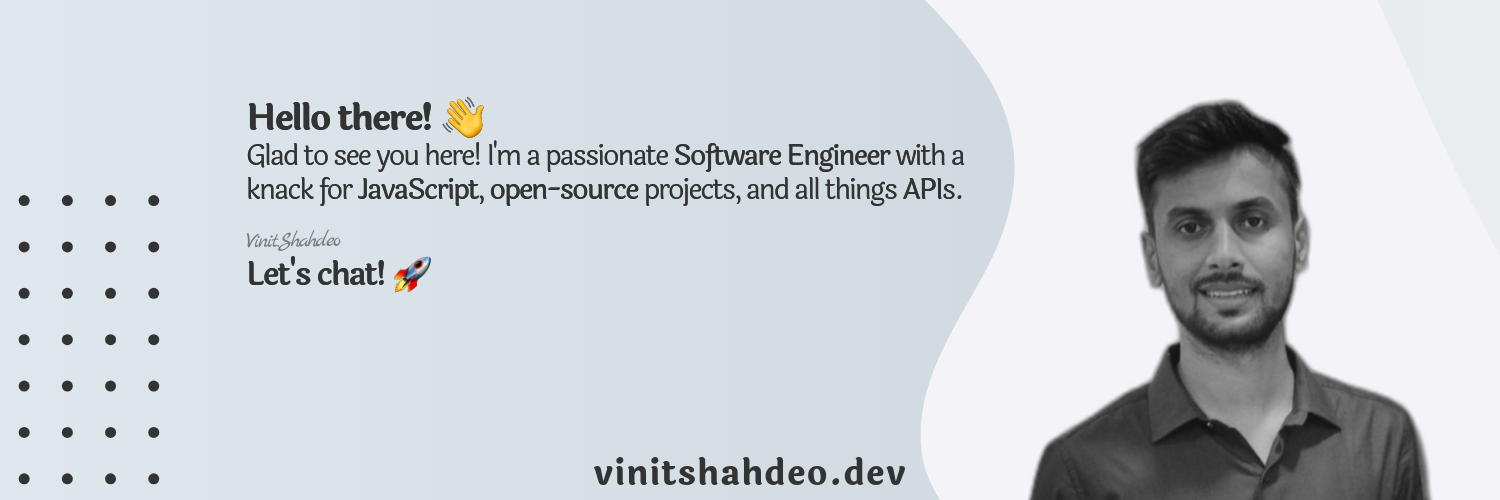 Hello there! 👋
Glad to see you here! I'm a passionate Software Engineer with a
knack for JavaScript, open-source projects, and all things APIs.
Vinit Shahdeo
Let's chat! 🚀
vinitshahdeo.dev